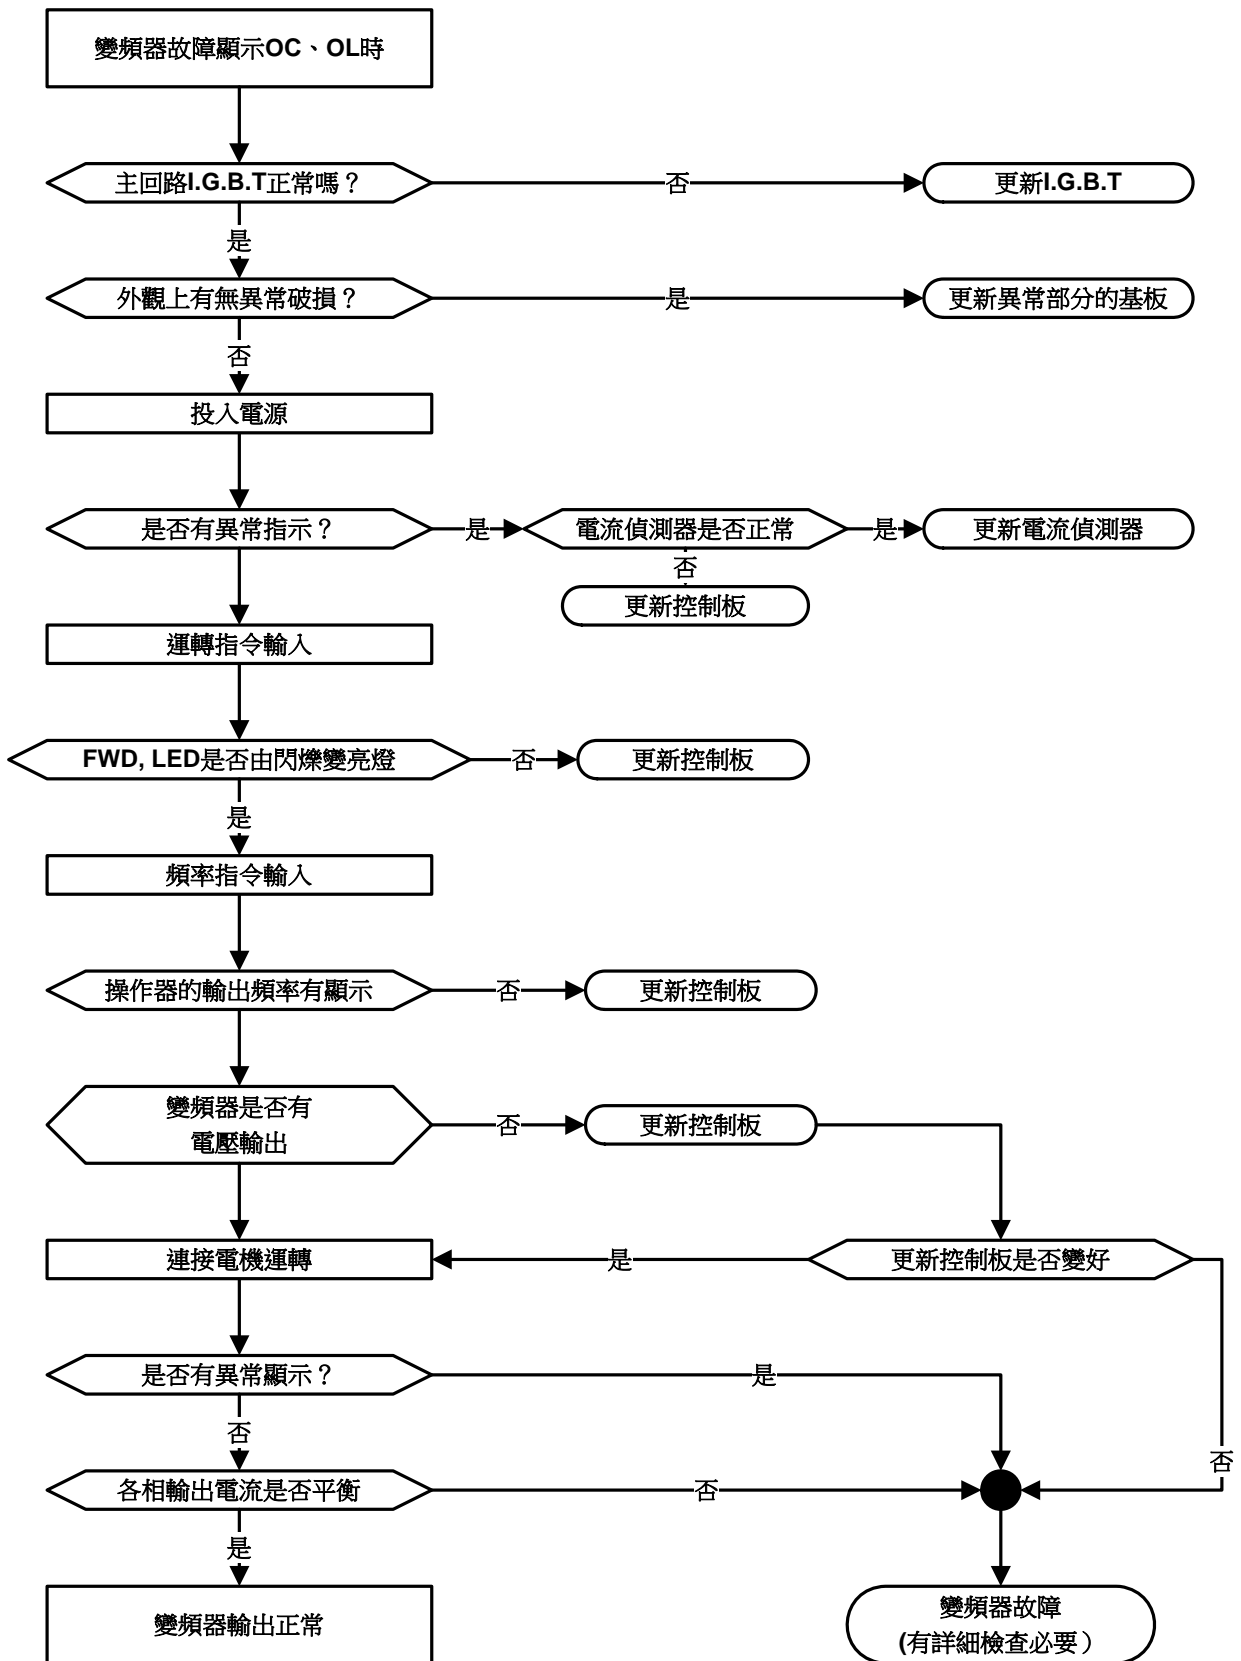 變頻器故障顯示OC、OL時
主回路I.G.B.T正常嗎？
否
更新I.G.B.T
是
外觀上有無異常破損？
是
更新異常部分的基板
否
投入電源
是否有異常指示？
是
電流偵測器是否正常
是
更新電流偵測器
否
更新控制板
運轉指令輸入
FWD, LED是否由閃爍變亮燈
否
更新控制板
是
頻率指令輸入
操作器的輸出頻率有顯示
否
更新控制板
變頻器是否有
電壓輸出
否
更新控制板
連接電機運轉
是
更新控制板是否變好
是否有異常顯示？
是
否
否
各相輸出電流是否平衡
否
是
變頻器輸出正常
變頻器故障
(有詳細檢查必要）